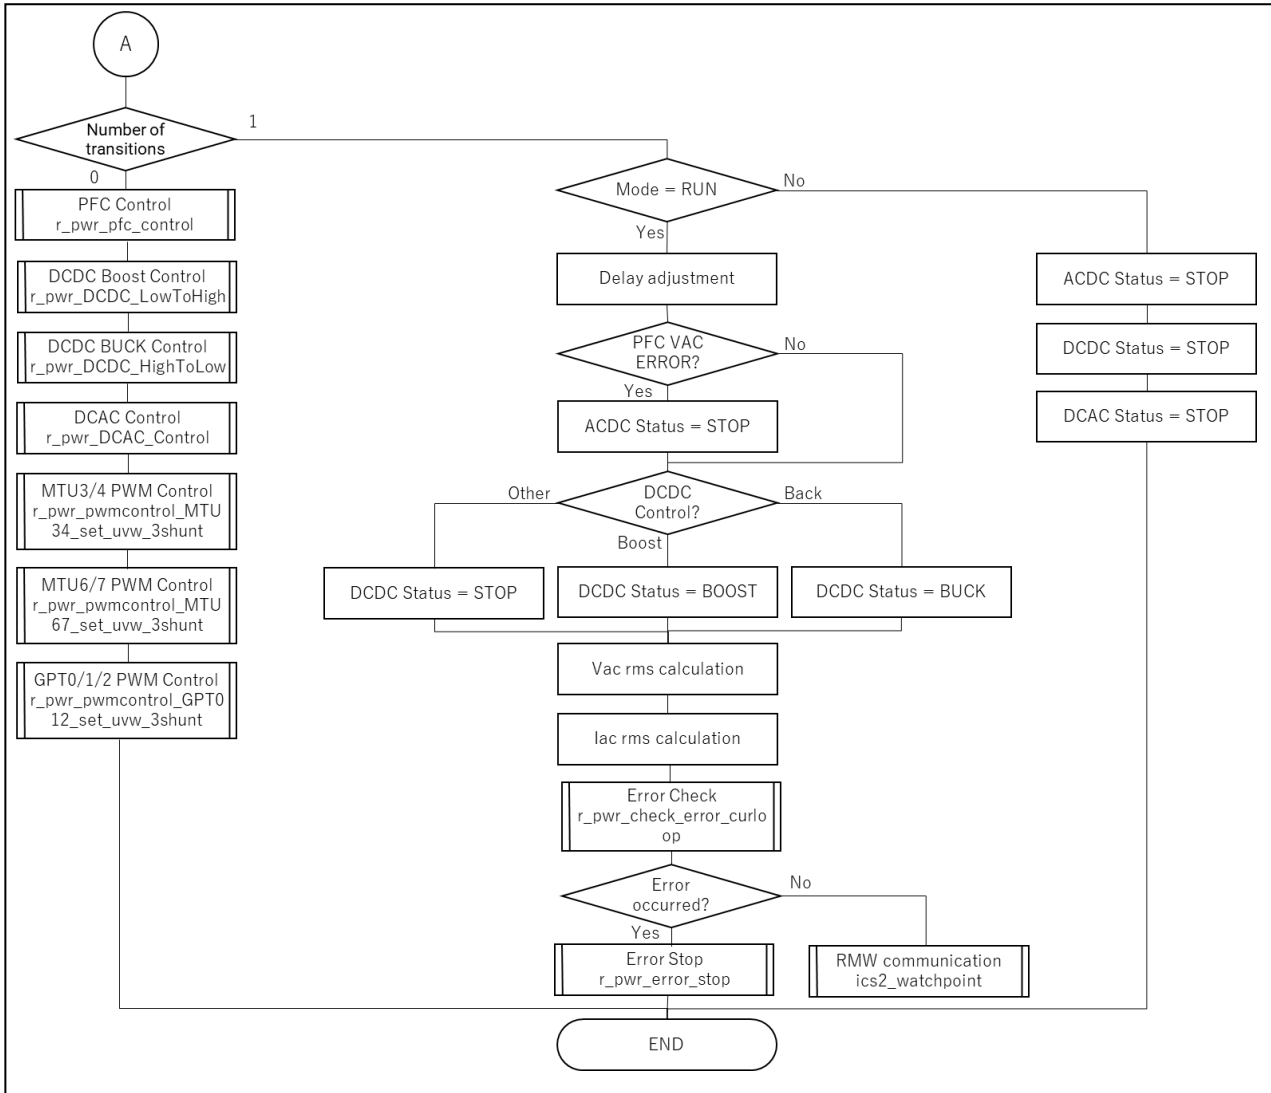 A
Number of
transitions
1
0
PFC Control
r_pwr_pfc_control
DCDC Boost Control
r_pwr_DCDC_LowToHigh
DCDC BUCK Control
r_pwr_DCDC_HighToLow
DCAC Control
r_pwr_DCAC_Control
MTU3/4 PWM Control
r_pwr_pwmcontrol_MTU
34_set_uvw_3shunt
MTU6/7 PWM Control
r_pwr_pwmcontrol_MTU
67_set_uvw_3shunt
GPT0/1/2 PWM Control
r_pwr_pwmcontrol_GPT0
12_set_uvw_3shunt
Mode = RUN
No
Yes
Delay adjustment
PFC VAC
ERROR?
No
Yes
ACDC Status = STOP
DCDC
Control?
Other
Back
Boost
DCDC Status = STOP
DCDC Status = BOOST
DCDC Status = BUCK
Vac rms calculation
Iac rms calculation
Error Check
r_pwr_check_error_curlo
op
Error
occurred?
No
Yes
Error Stop
r_pwr_error_stop
RMW communication
ics2_watchpoint
ACDC Status = STOP
DCDC Status = STOP
DCAC Status = STOP
END